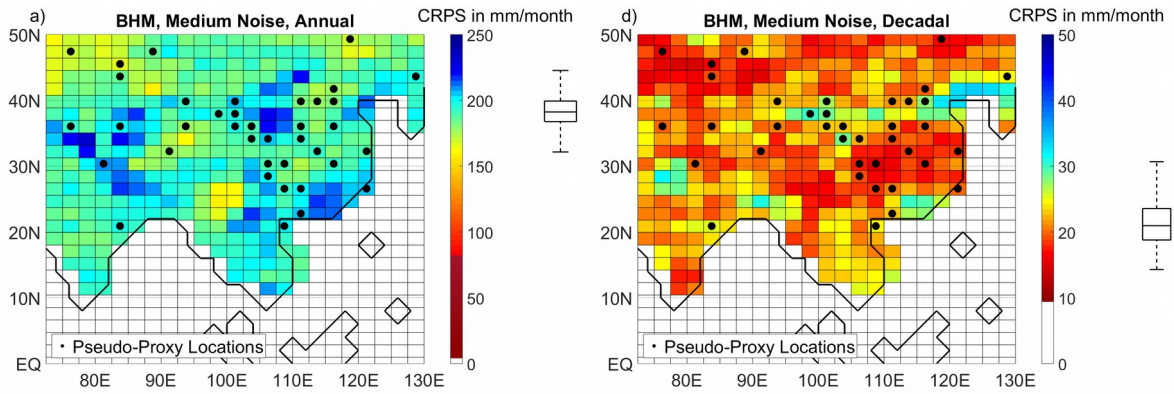 a) BHM, Medium Noise, Annual CRPS in mm/month
50N
40N
30N
20N
10N
EQ
80E 90E 100E 110E 120E 130E
• Pseudo-Proxy Locations
250
200
150
100
50
0
d) BHM, Medium Noise, Decadal CRPS in mm/month
50N
40N
30N
20N
10N
EQ
80E 90E 100E 110E 120E 130E
• Pseudo-Proxy Locations
50
40
30
20
10
0